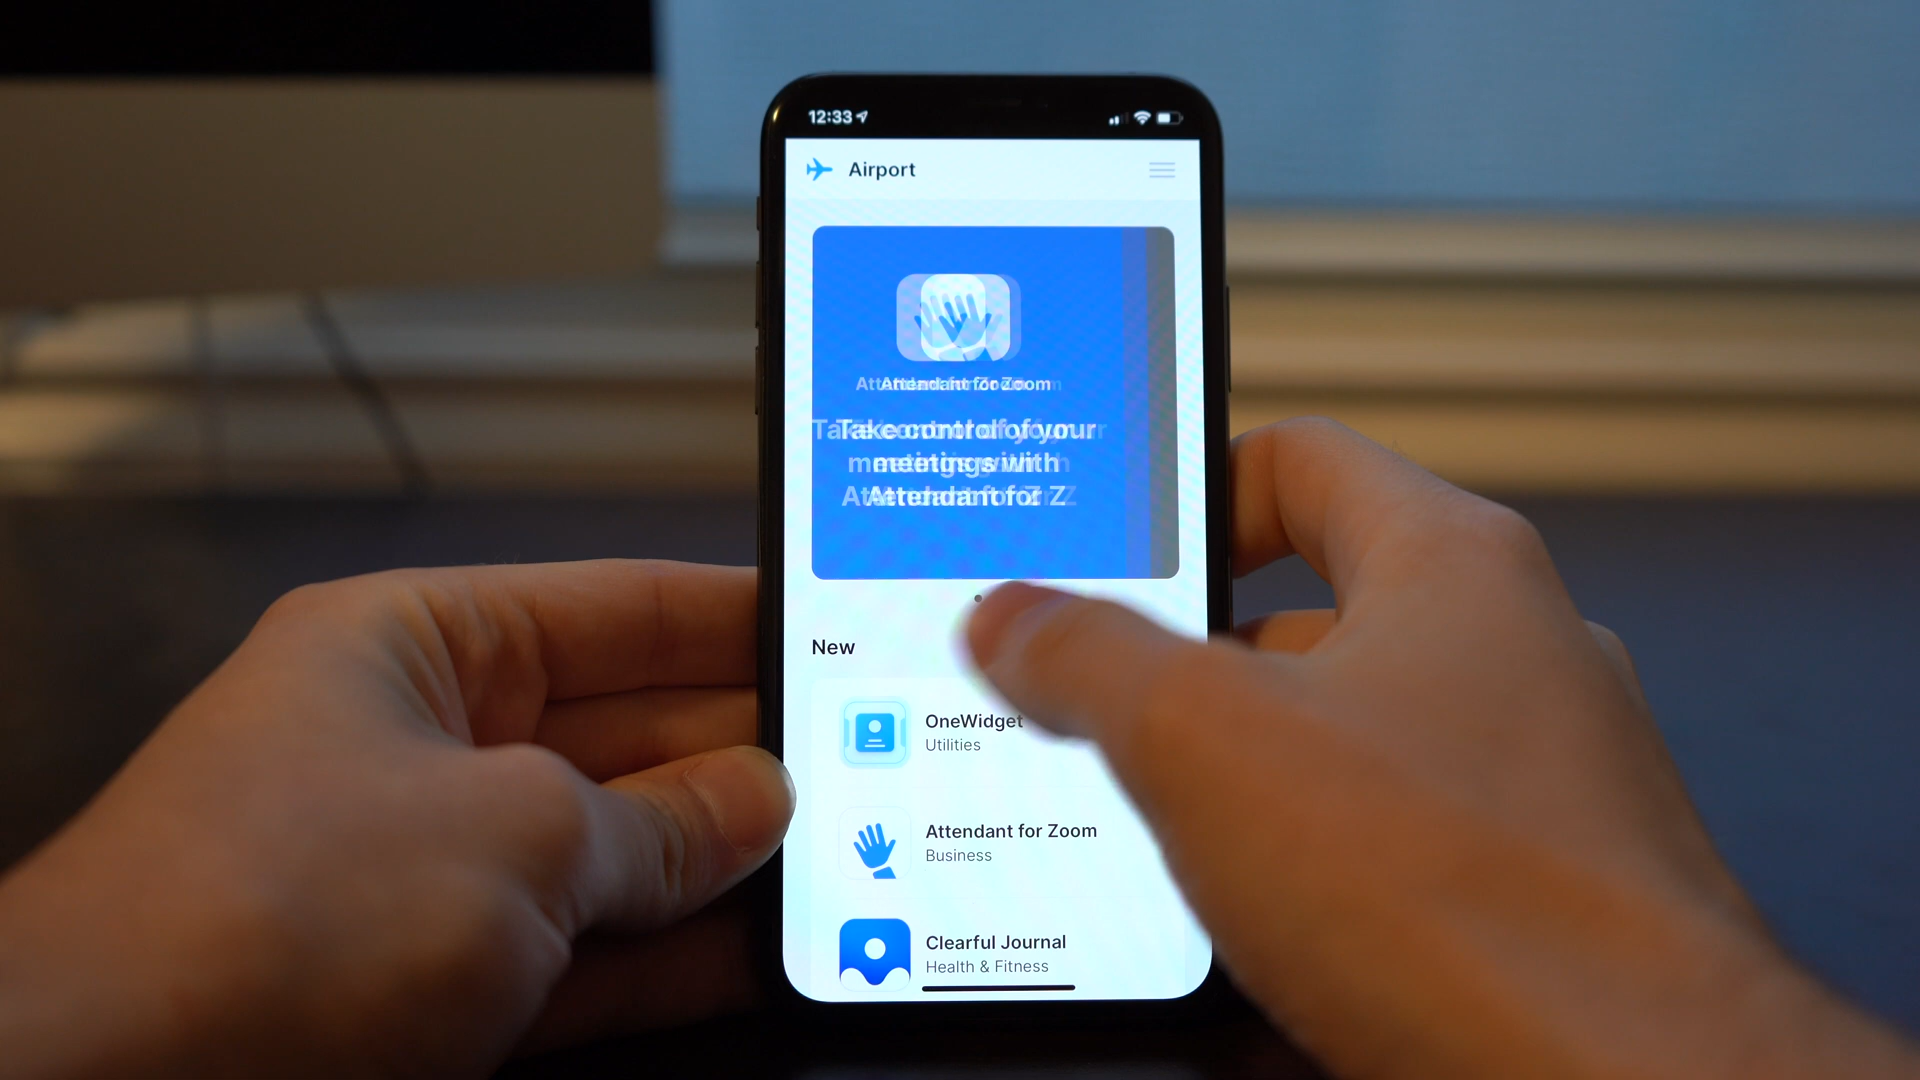 12:33
Airport
Attendant for Zoom
Take control of your
meetings with
Attendant for Z
New
OneWidget
Utilities
Attendant for Zoom
Business
Clearful Journal
Health & Fitness